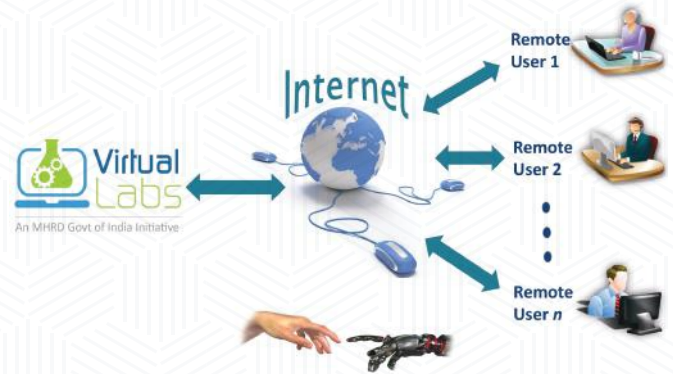 Internet
Remote
User 1
Virtual
Labs
An MHRD Govt of India Initiative
Remote
User 2
Remote
User n